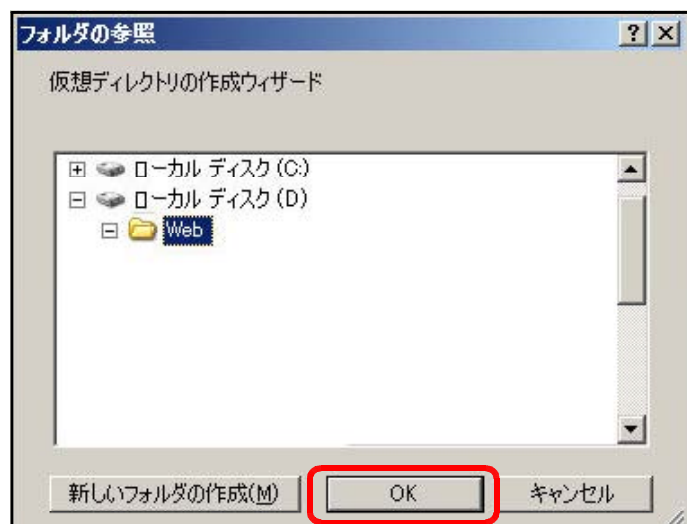 フォルダの参照
仮想ディレクトリの作成ウィザード
ローカル ディスク (C:)
ローカル ディスク (D)
Web
新しいフォルダの作成(M) OK キャンセル